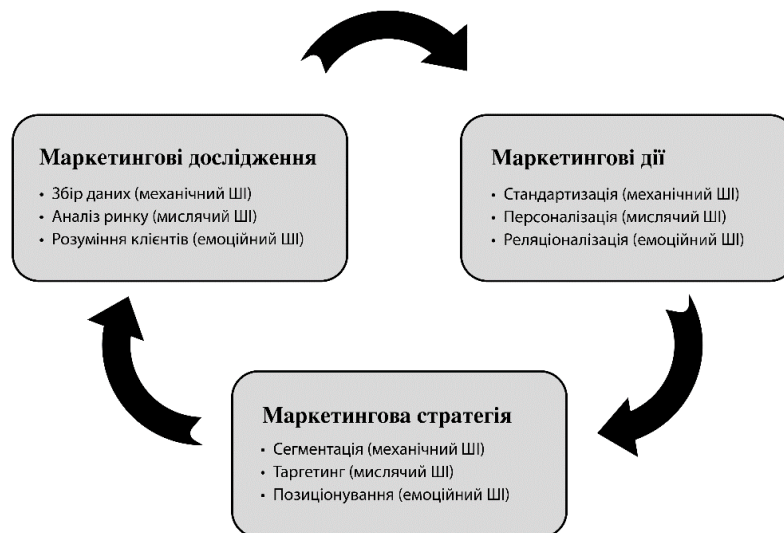 Маркетингові дослідження
• Збір даних (механічний ШІ)
• Аналіз ринку (мислячий ШІ)
• Розуміння клієнтів (емоційний ШІ)
Маркетингові дії
• Стандартизація (механічний ШІ)
• Персоналізація (мислячий ШІ)
• Реляціоналізація (емоційний ШІ)
Маркетингова стратегія
• Сегментація (механічний ШІ)
• Таргетинг (мислячий ШІ)
• Позиціонування (емоційний ШІ)